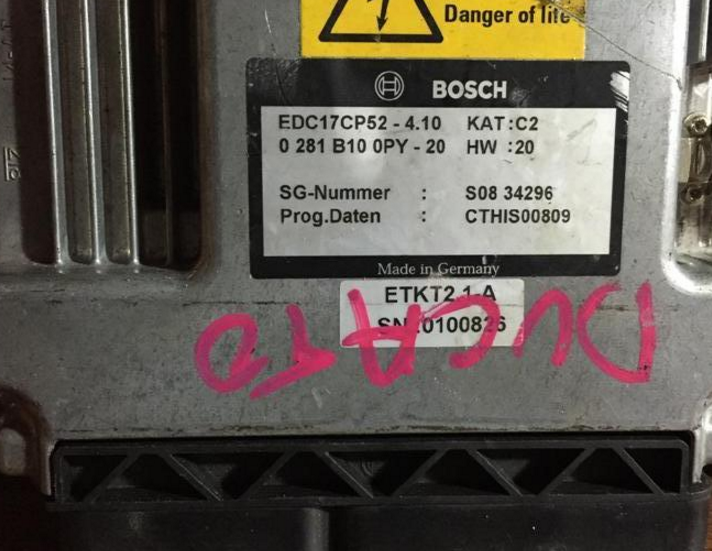 Danger of life
BOSCH
EDC17CP52 - 4.10 KAT :C2
0 281 B10 0PY - 20 HW :20
SG-Nummer : S08 34296
Prog.Daten : CTHIS00809
Made in Germany
ETKT2.1-A
SN:0100826
DUCATO